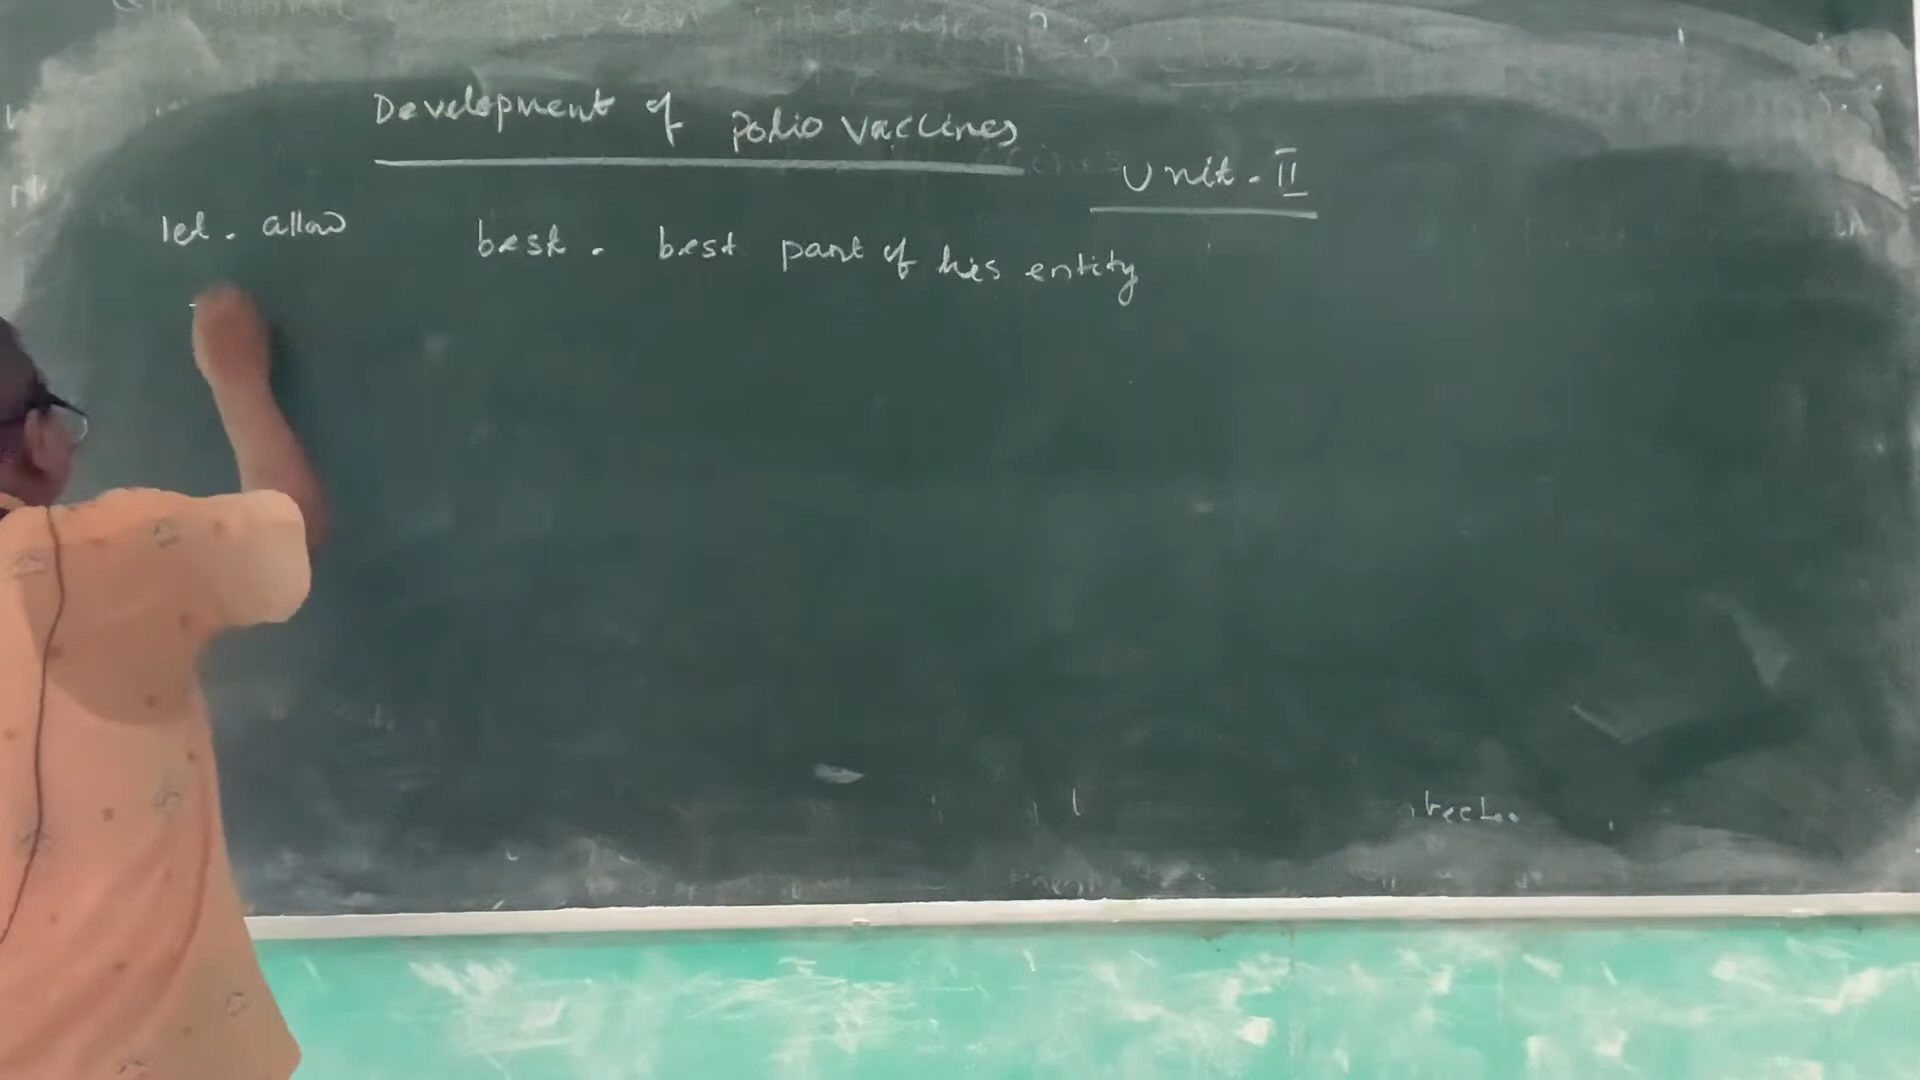 Development of polio vaccines
Unit - II
let. allow best. best part of his entity